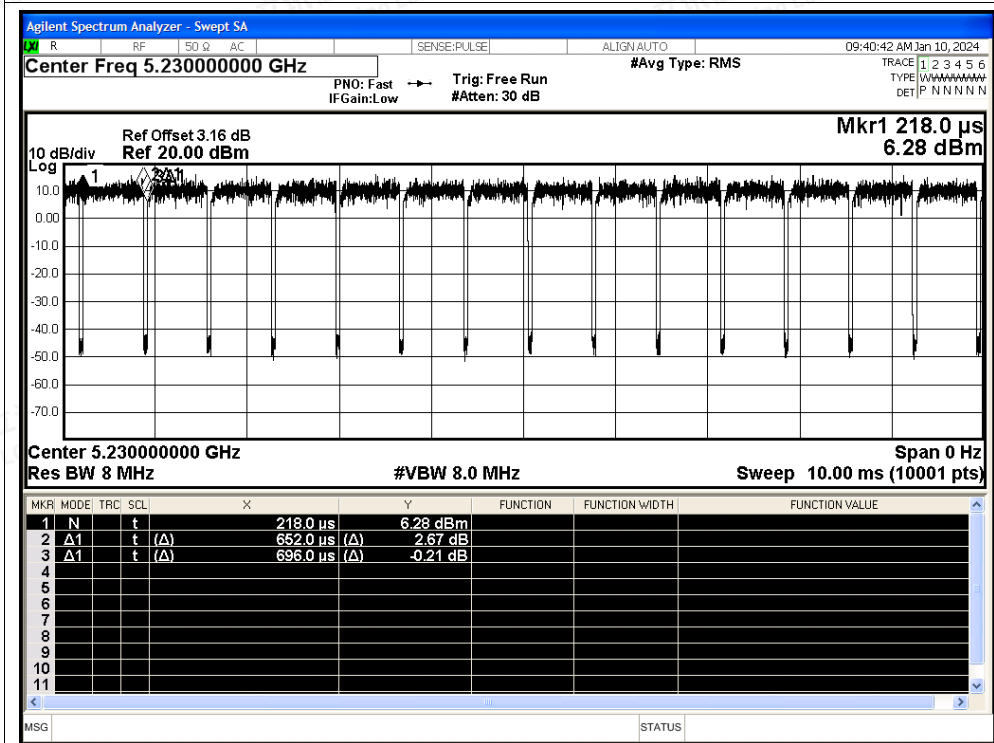 Agilent Spectrum Analyzer - Swept SA
LXI R RF 50 Ω AC SENSE:PULSE ALIGN AUTO 09:40:42 AM Jan 10, 2024
Center Freq 5.230000000 GHz #Avg Type: RMS TRACE 1 2 3 4 5 6
PNO: Fast Trig: Free Run TYPE W
IFGain:Low #Atten: 30 dB DET P N N N N N
Mkr1 218.0 µs
Ref Offset 3.16 dB
10 dB/div Ref 20.00 dBm 6.28 dBm
Log
1
10.0
0.00
-10.0
-20.0
-30.0
-40.0
-50.0
-60.0
-70.0
Center 5.230000000 GHz Span 0 Hz
Res BW 8 MHz #VBW 8.0 MHz Sweep 10.00 ms (10001 pts)
MKR MODE TRC SCL X Y FUNCTION FUNCTION WIDTH FUNCTION VALUE
1 N t 218.0 µs 6.28 dBm
2 Δ1 t (Δ) 652.0 µs (Δ) 2.67 dB
3 Δ1 t (Δ) 696.0 µs (Δ) -0.21 dB
4
5
6
7
8
9
10
11
MSG STATUS